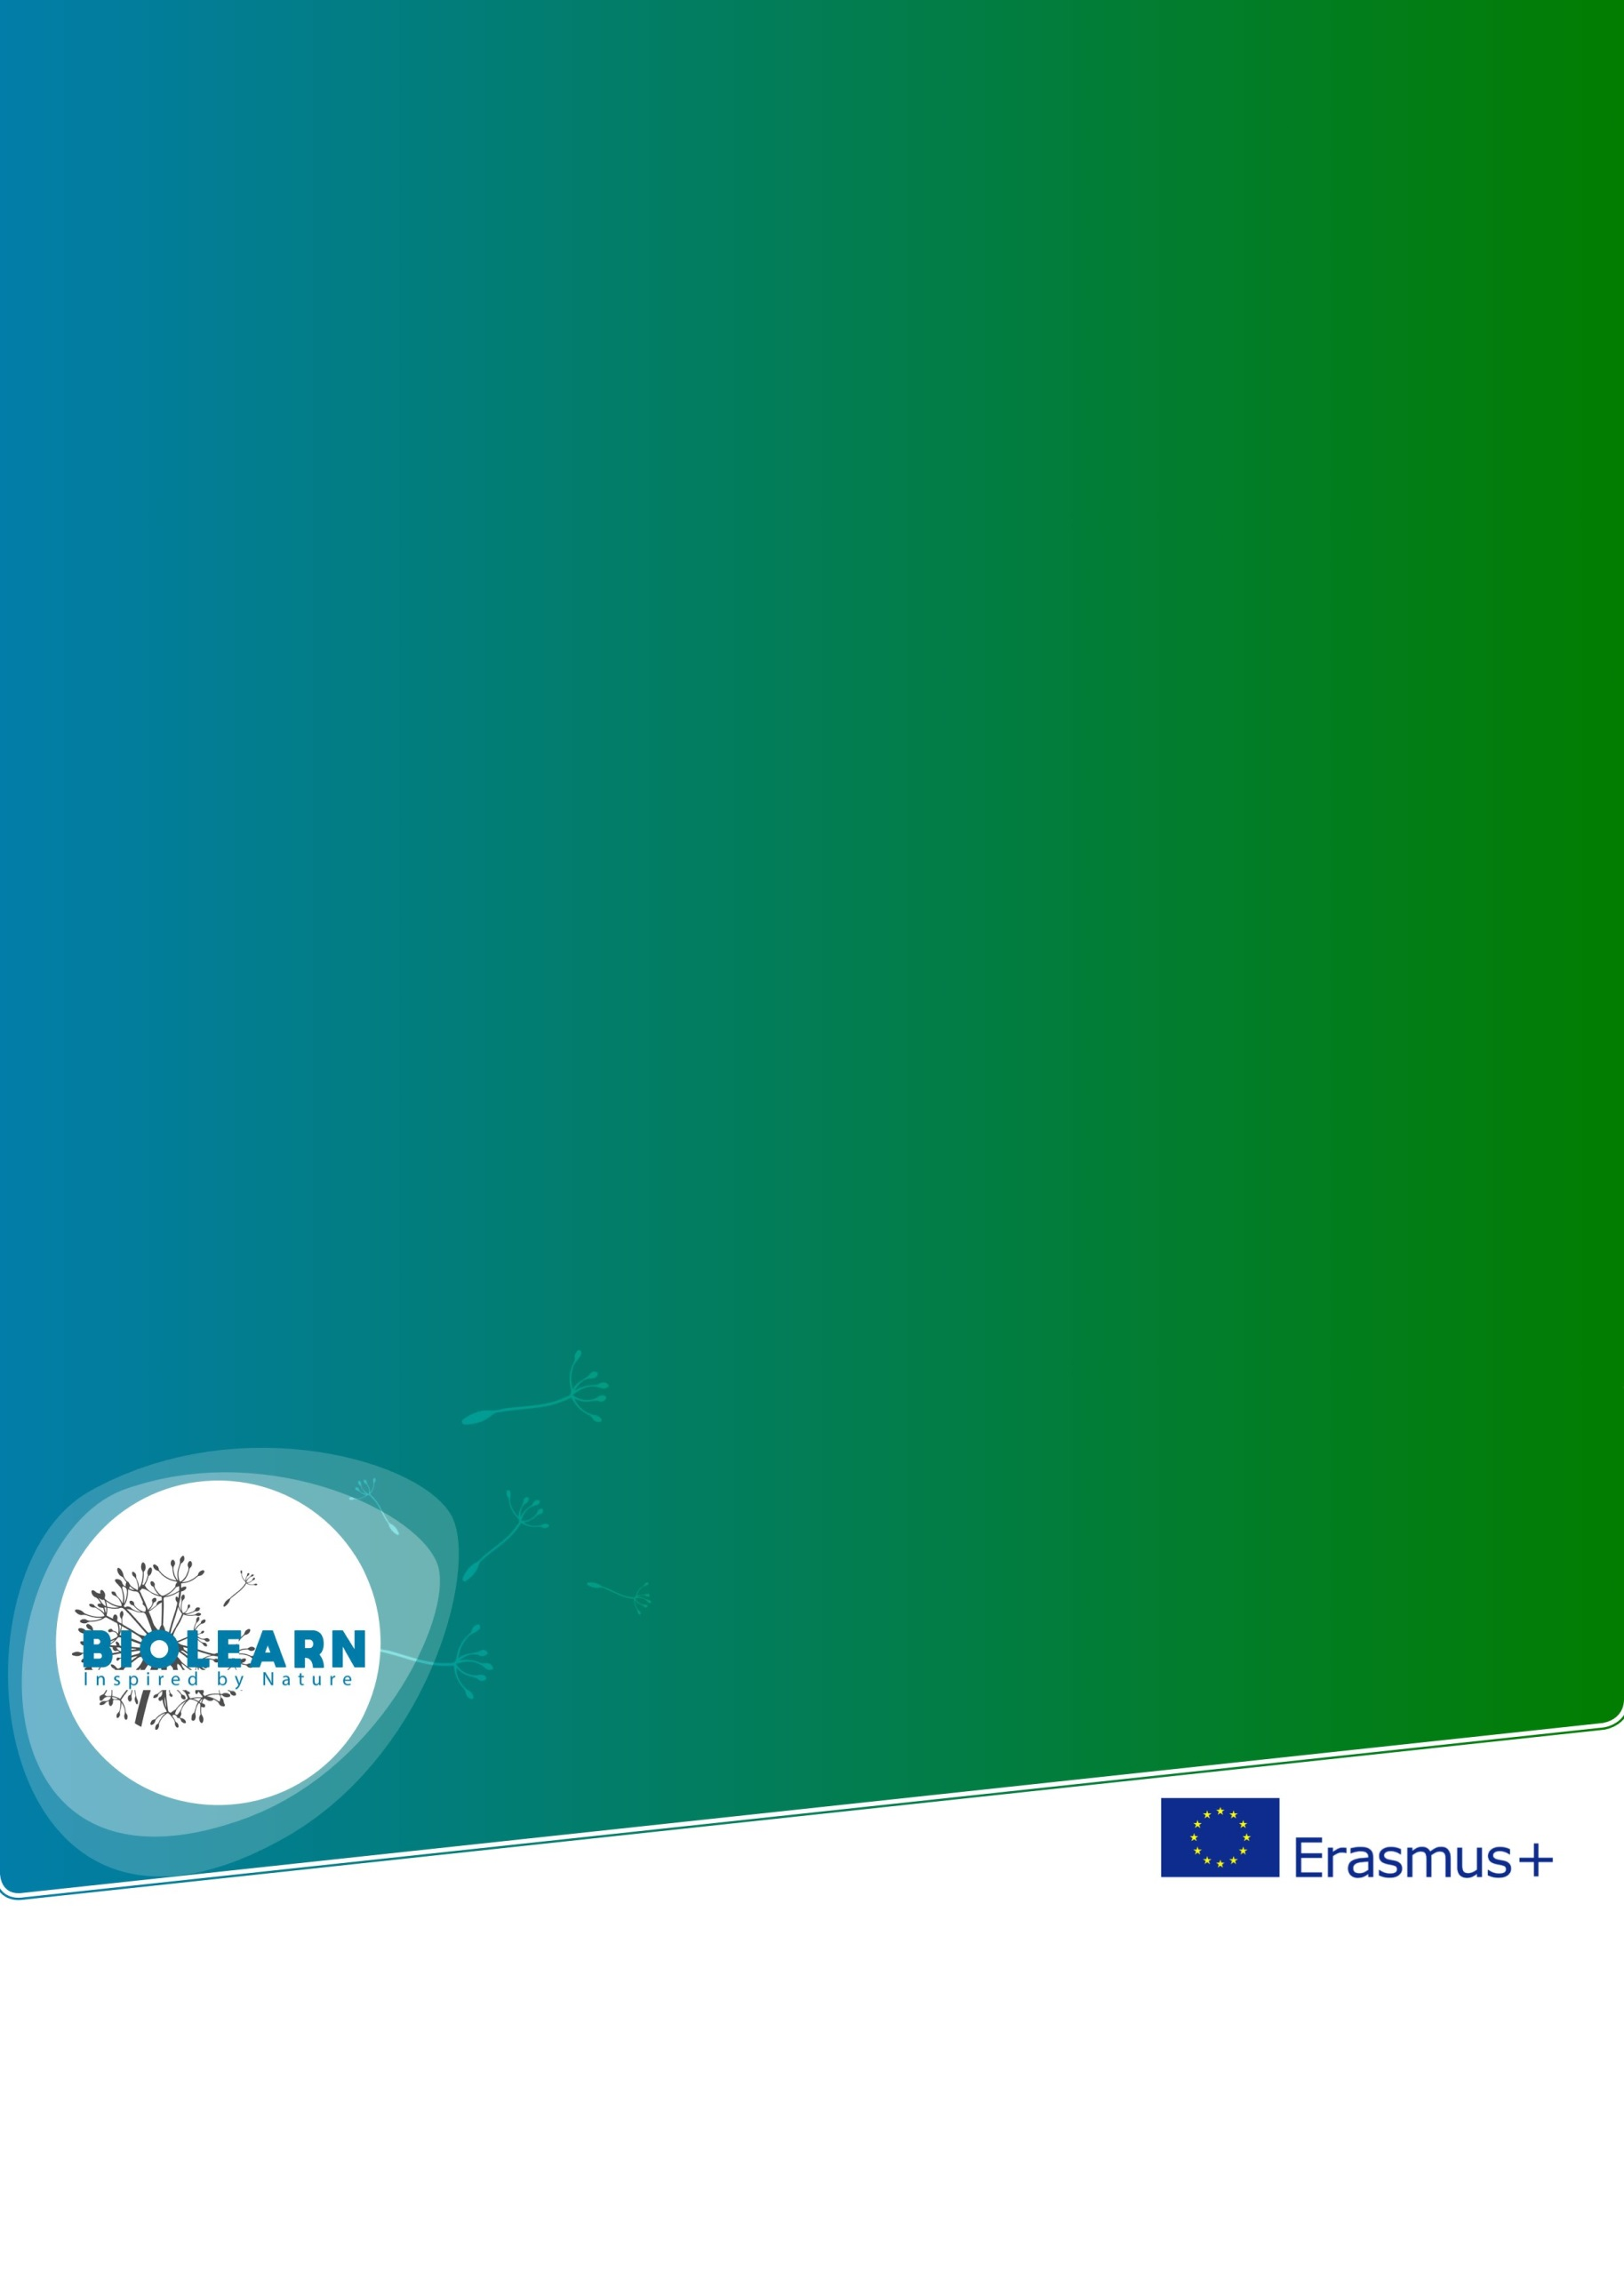 BIOLEARN
Inspired by Nature
Erasmus+